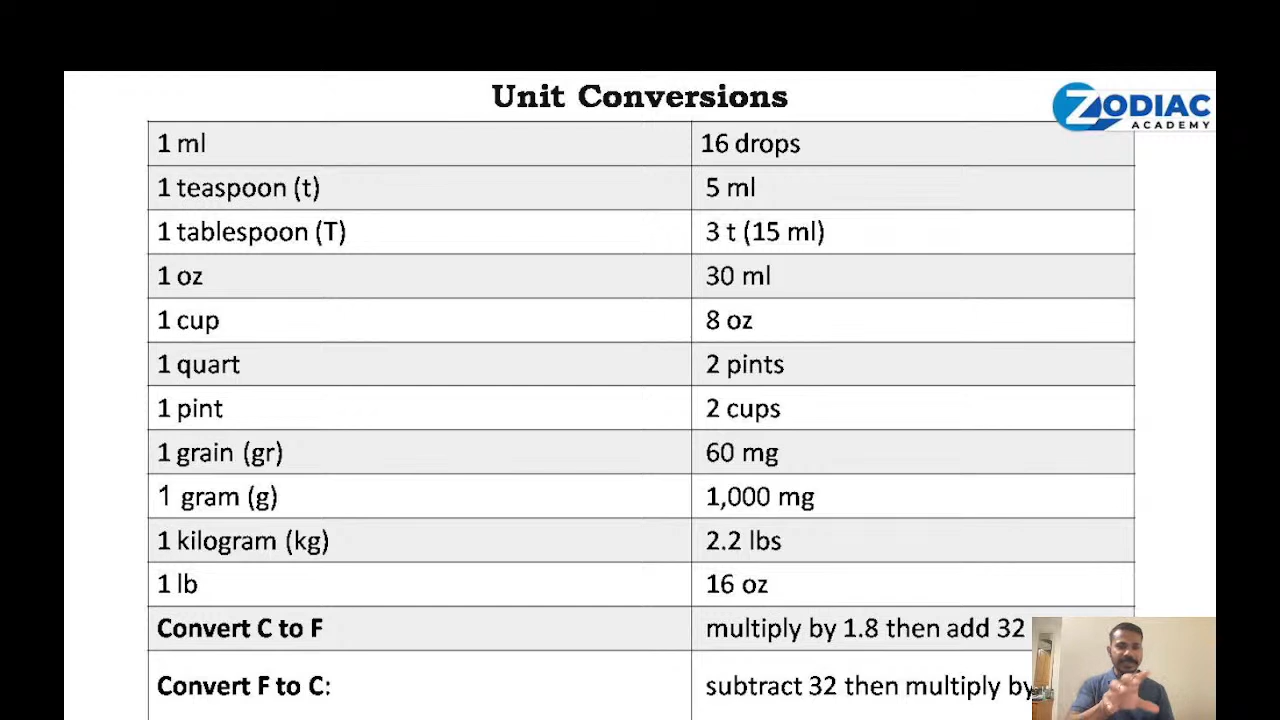 Unit Conversions
ZODIAC
ACADEMY
1 ml 16 drops
1 teaspoon (t) 5 ml
1 tablespoon (T) 3 t (15 ml)
1 oz 30 ml
1 cup 8 oz
1 quart 2 pints
1 pint 2 cups
1 grain (gr) 60 mg
1 gram (g) 1,000 mg
1 kilogram (kg) 2.2 lbs
1 lb 16 oz
Convert C to F multiply by 1.8 then add 32
Convert F to C: subtract 32 then multiply by